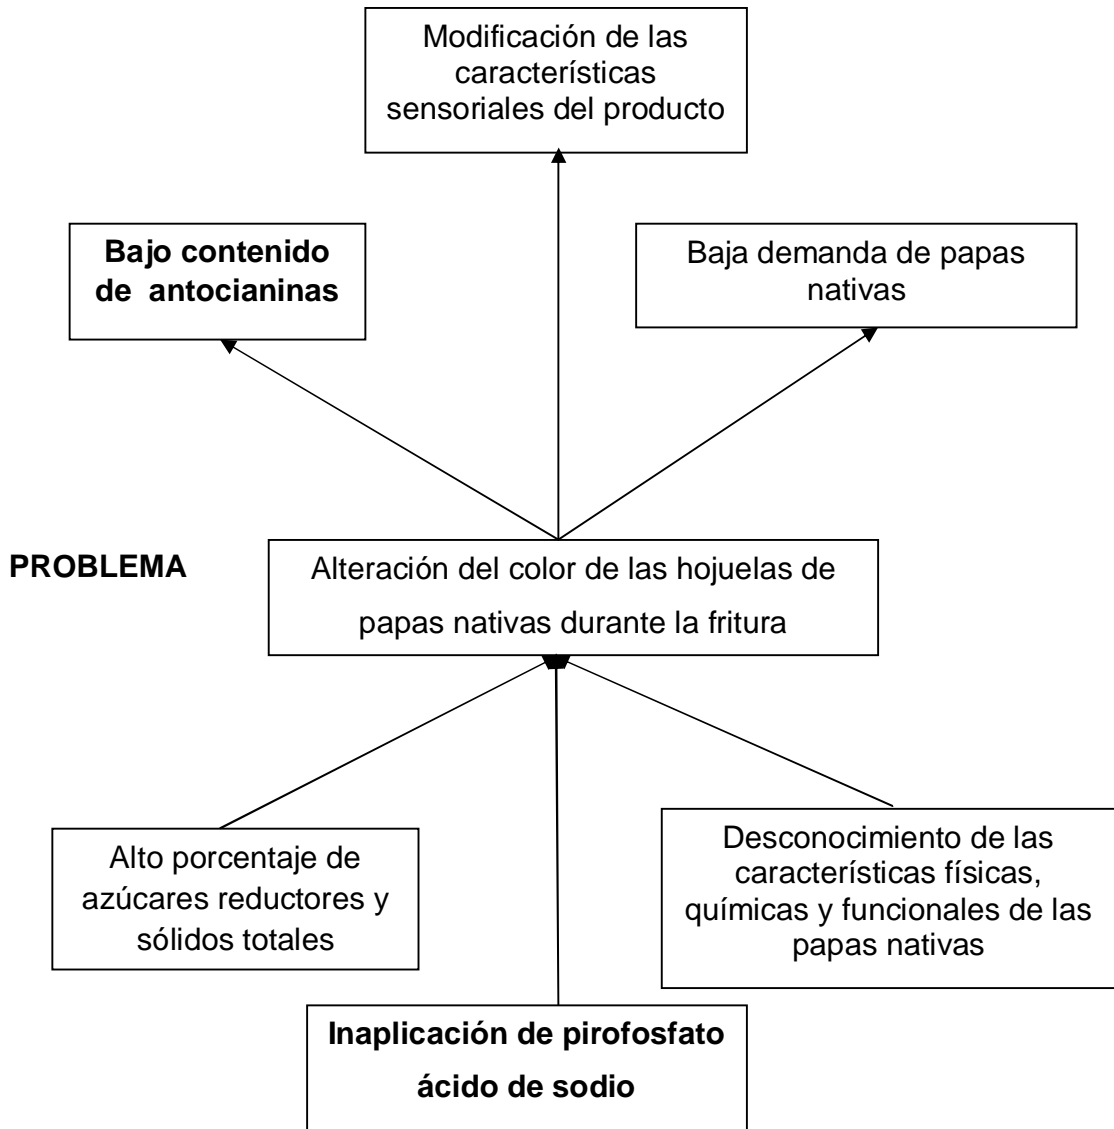 Modificación de las
características
sensoriales del producto
Bajo contenido
de antocianinas
Baja demanda de papas
nativas
PROBLEMA
Alteración del color de las hojuelas de
papas nativas durante la fritura
Alto porcentaje de
azúcares reductores y
sólidos totales
Desconocimiento de las
características físicas,
químicas y funcionales de las
papas nativas
Inaplicación de pirofosfato
ácido de sodio